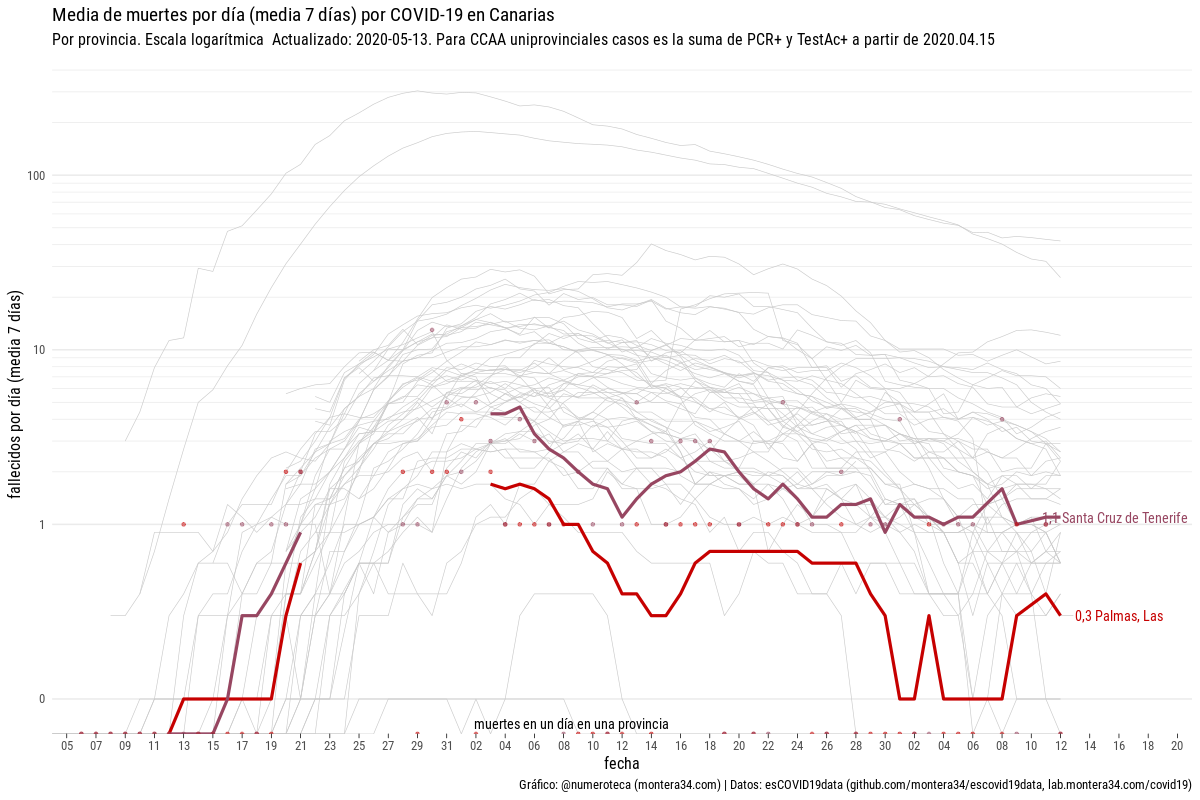 Media de muertes por día (media 7 días) por COVID-19 en Canarias
Por provincia. Escala logarítmica  Actualizado: 2020-05-13. Para CCAA uniprovinciales casos es la suma de PCR+ y TestAc+ a partir de 2020.04.15
fallecidos por día (media 7 días)
100
10
1
0
1,1 Santa Cruz de Tenerife
0,3 Palmas, Las
muertes en un día en una provincia
05 07 09 11 13 15 17 19 21 23 25 27 29 31 02 04 06 08 10 12 14 16 18 20 22 24 26 28 30 02 04 06 08 10 12 14 16 18 20
fecha
Gráfico: @numeroteca (montera34.com) | Datos: esCOVID19data (github.com/montera34/escovid19data, lab.montera34.com/covid19)